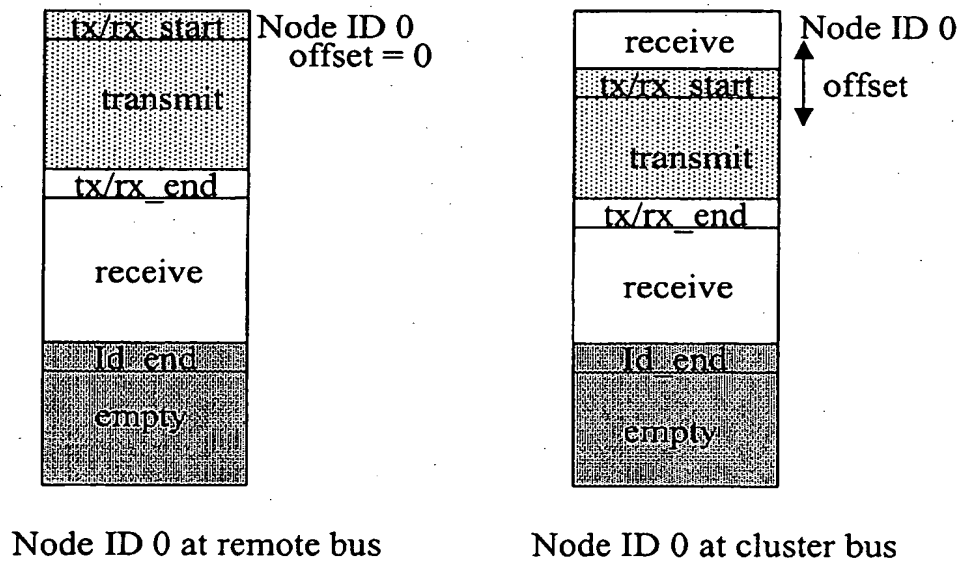 tx/rx_start Node ID 0
offset = 0
transmit
tx/rx_end
receive
Id_end
empty
Node ID 0 at remote bus
receive Node ID 0
tx/rx_start offset
transmit
tx/rx_end
receive
Id_end
empty
Node ID 0 at cluster bus